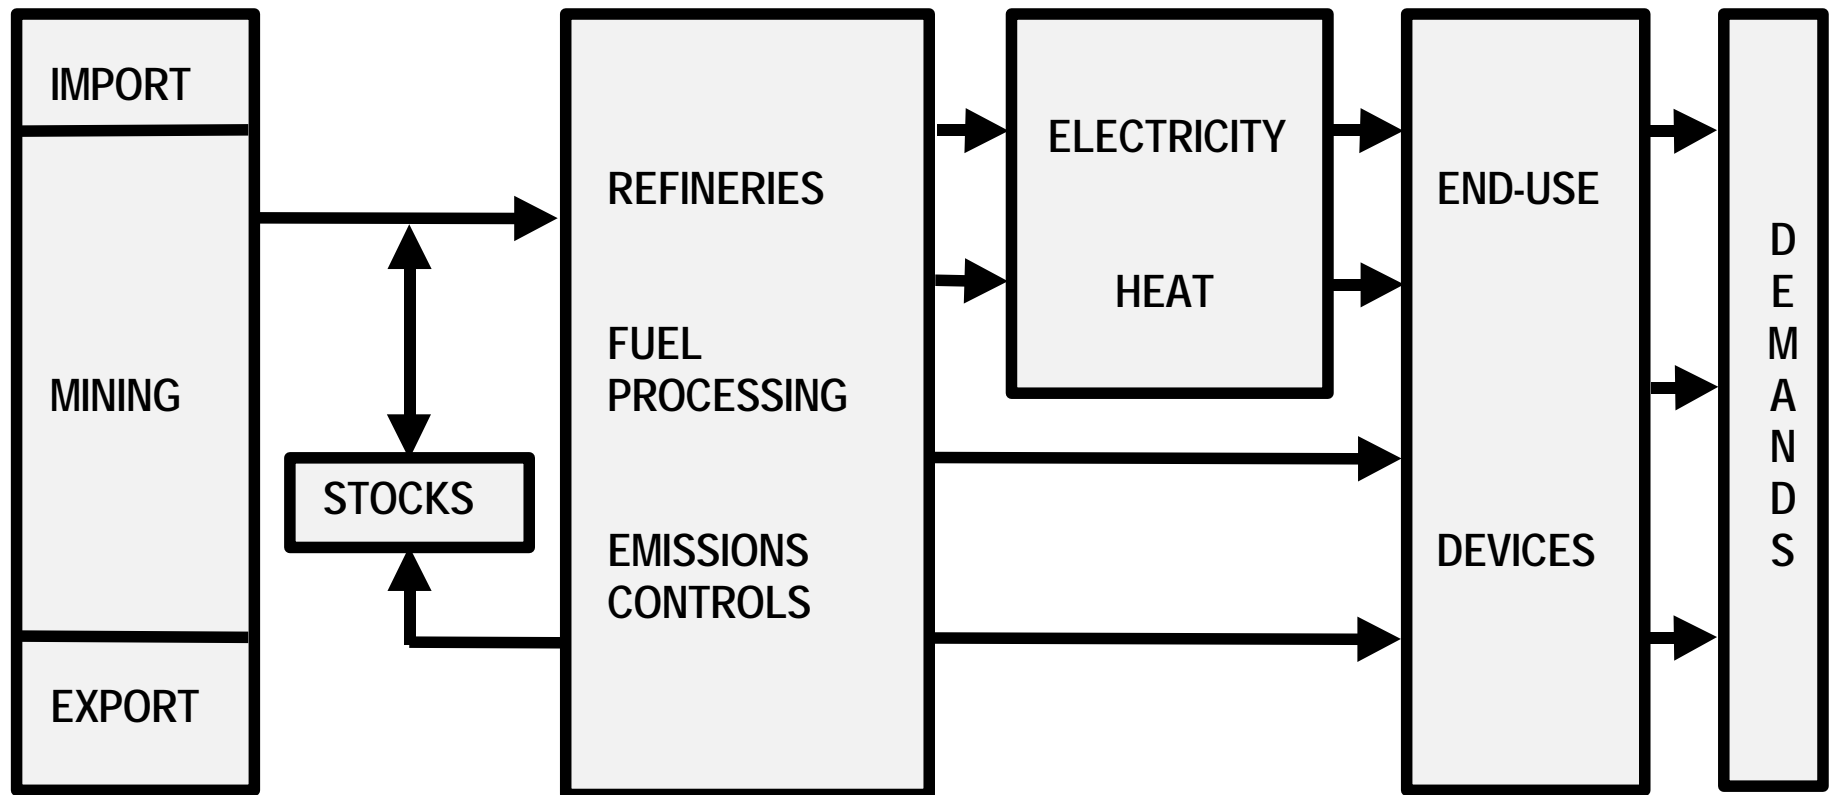 IMPORT
MINING
EXPORT
STOCKS
REFINERIES
FUEL
PROCESSING
EMISSIONS
CONTROLS
ELECTRICITY
HEAT
END-USE
DEVICES
D
E
M
A
N
D
S